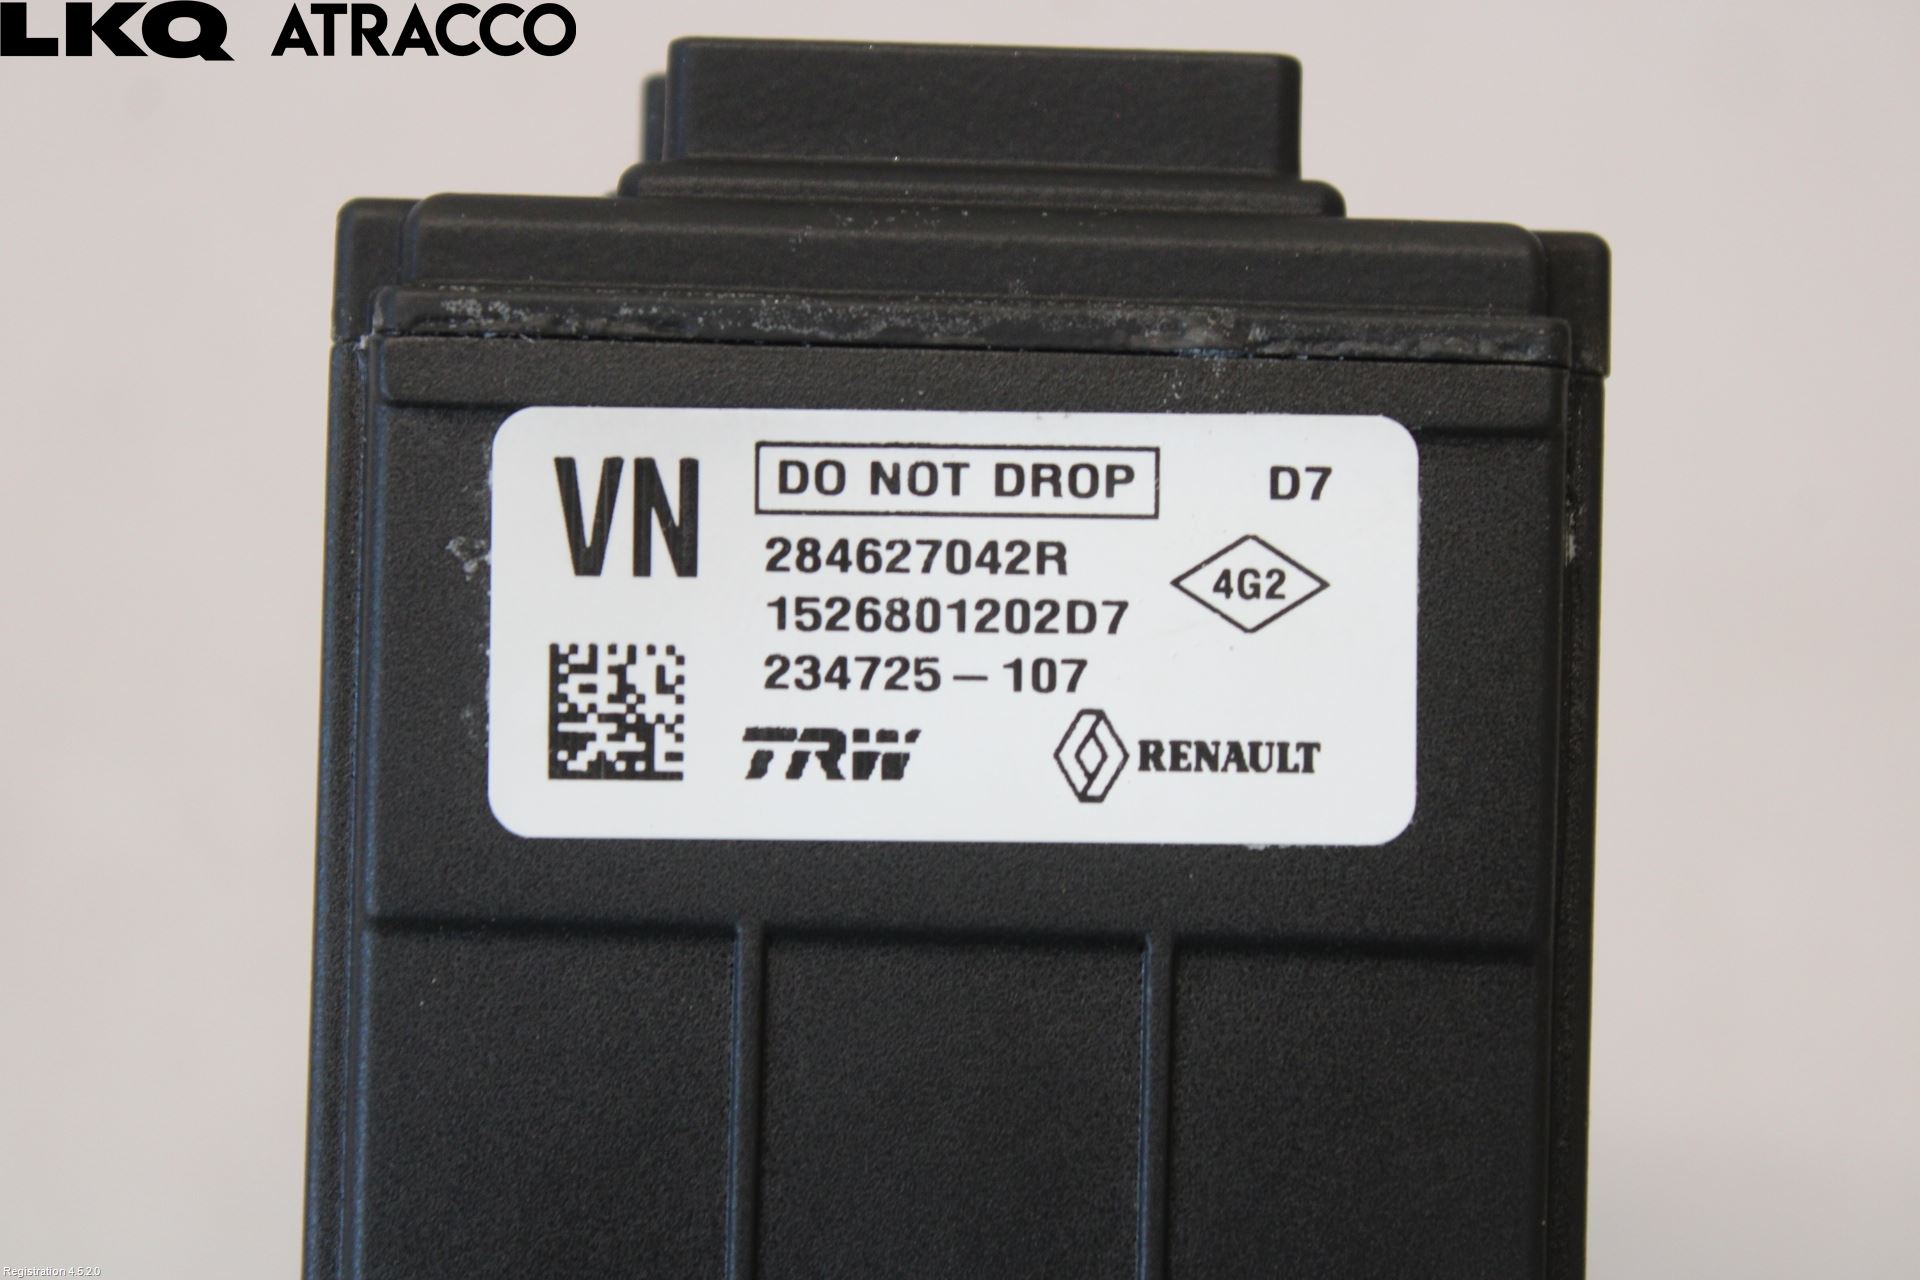 LKQ ATRACCO
VN
DO NOT DROP
D7
284627042R
4G2
1526801202D7
234725-107
TRW
RENAULT
Registration 4.5.2.0